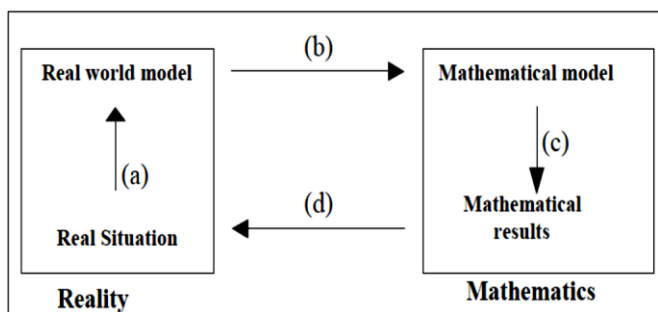 (b)
Real world model
Mathematical model
(a)
(c)
(d)
Real Situation
Mathematical
results
Reality
Mathematics